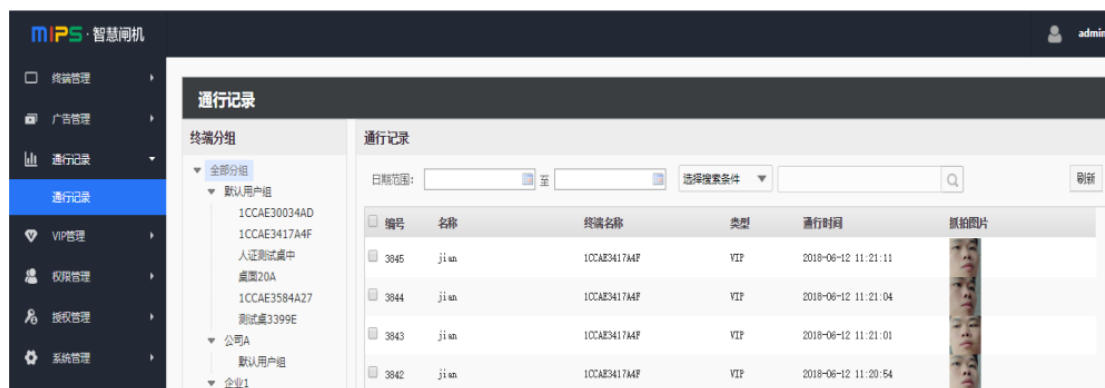 MIPS·智慧闸机
admin
终端管理
广告管理
通行记录
通行记录
VIP管理
权限管理
授权管理
系统管理
通行记录
终端分组
全部分组
默认用户组
1CCAE30034AD
1CCAE3417A4F
人证测试桌中
桌面20A
1CCAE3584A27
测试桌3399E
公司A
默认用户组
企业1
通行记录
日期范围: 至 选择搜索条件 刷新
编号 名称 终端名称 类型 通行时间 抓拍图片
3845 jian 1CCAE3417A4F VIP 2018-06-12 11:21:11
3844 jian 1CCAE3417A4F VIP 2018-06-12 11:21:04
3843 jian 1CCAE3417A4F VIP 2018-06-12 11:21:01
3842 jian 1CCAE3417A4F VIP 2018-06-12 11:20:54